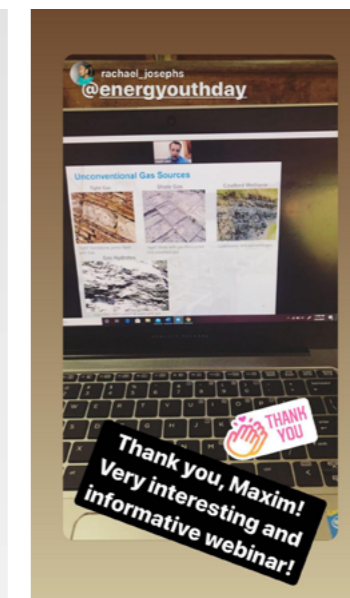 rachael_josephs
@energyouthday
Unconventional Gas Sources
Tight Gas
Shale Gas
Coalbed Methane
Gas Hydrates
THANK
YOU
Thank you, Maxim!
Very interesting and
informative webinar!